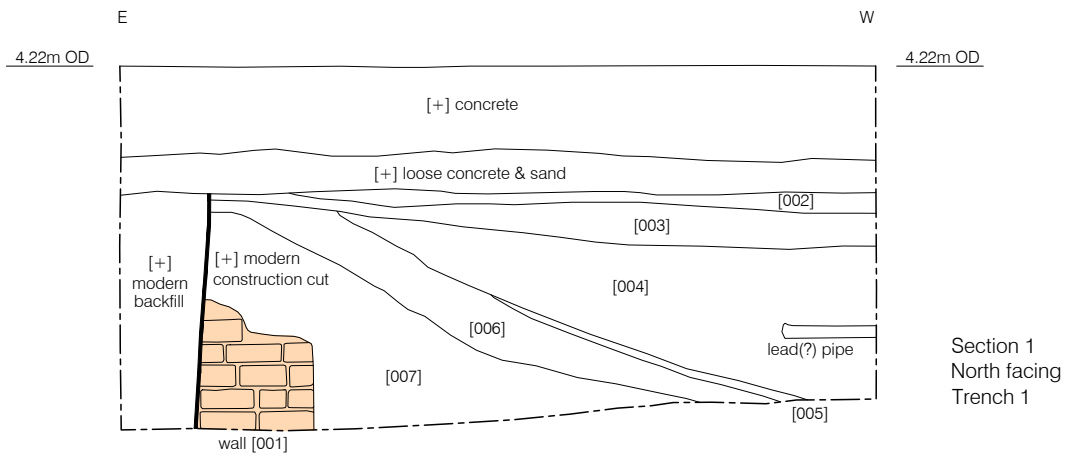 E
W
4.22m OD
4.22m OD
[+] concrete
[+] loose concrete & sand
[002]
[003]
[+]
modern
backfill
[+] modern
construction cut
[004]
[006]
lead(?) pipe
[007]
[005]
wall [001]
Section 1
North facing
Trench 1